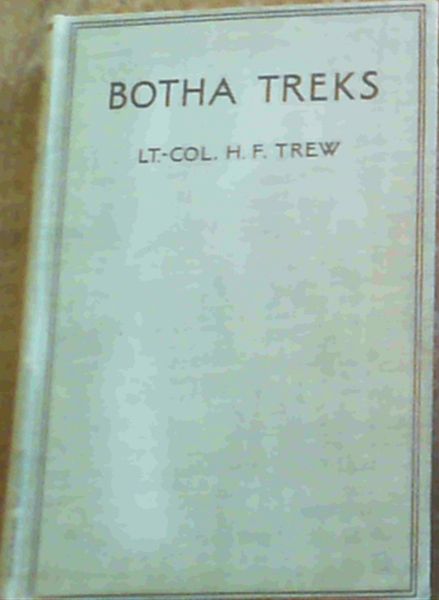 BOTHA TREKS
LT.-COL. H. F. TREW